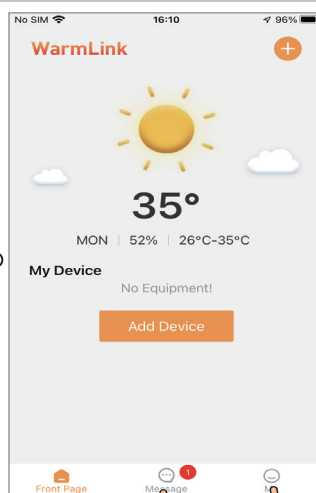 No SIM 16:10 96%
WarmLink
35°
MON | 52% | 26°C-35°C
My Device
No Equipment!
Add Device
1
Front Page Message